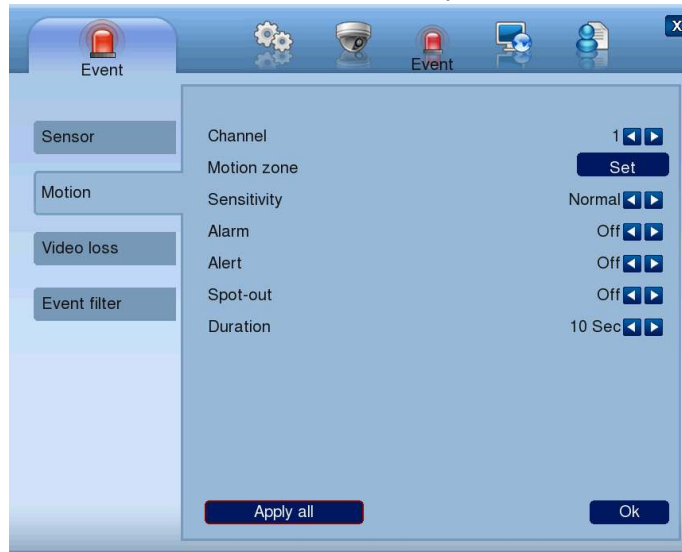 X
Event
Event
Sensor
Motion
Video loss
Event filter
Channel 1
Motion zone Set
Sensitivity Normal
Alarm Off
Alert Off
Spot-out Off
Duration 10 Sec
Apply all Ok